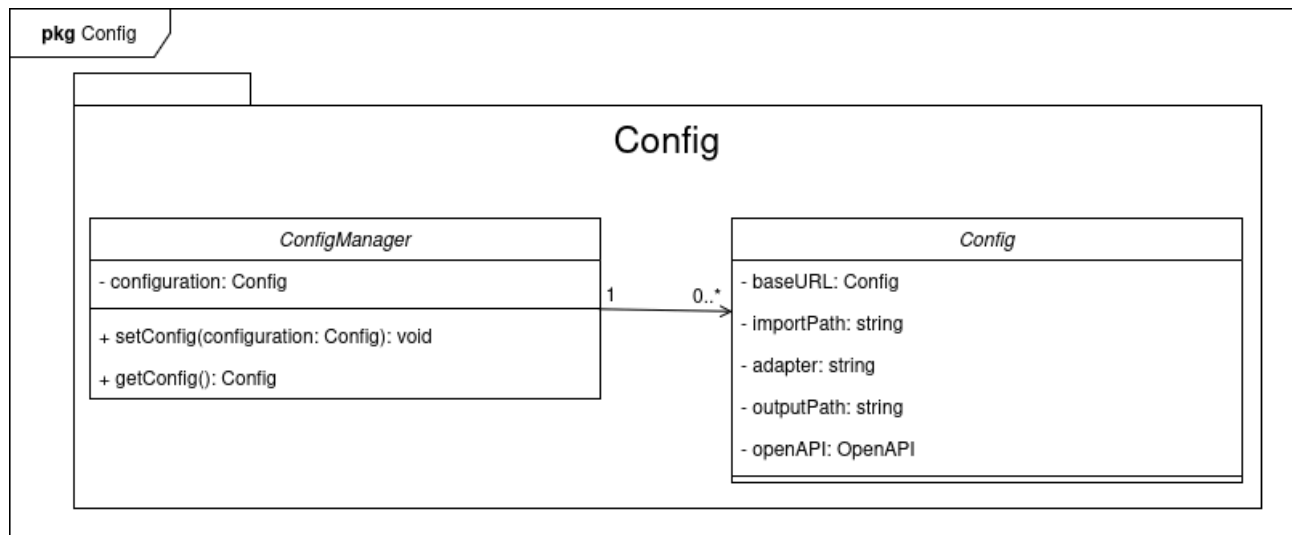 pkg Config
Config
ConfigManager
- configuration: Config
+ setConfig(configuration: Config): void
+ getConfig(): Config
1
0..*
Config
- baseURL: Config
- importPath: string
- adapter: string
- outputPath: string
- openAPI: OpenAPI